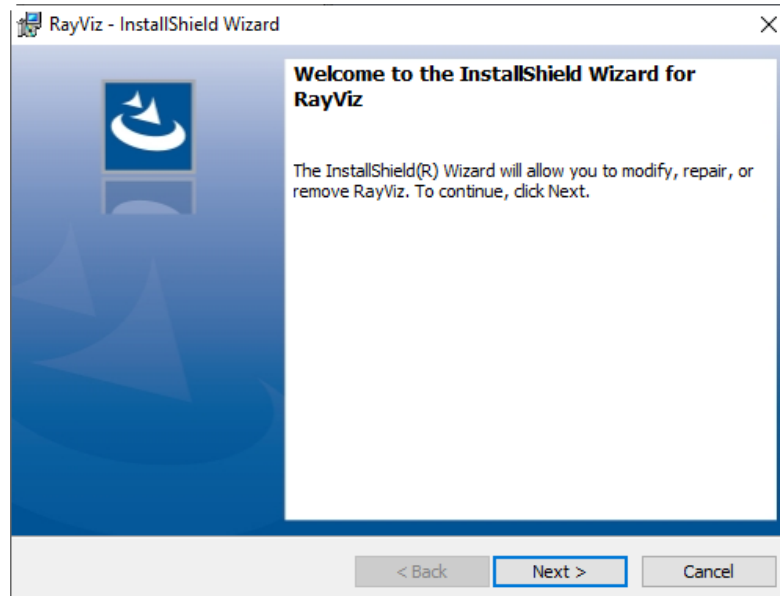 RayViz - InstallShield Wizard
Welcome to the InstallShield Wizard for
RayViz
The InstallShield(R) Wizard will allow you to modify, repair, or
remove RayViz. To continue, click Next.
< Back
Next >
Cancel